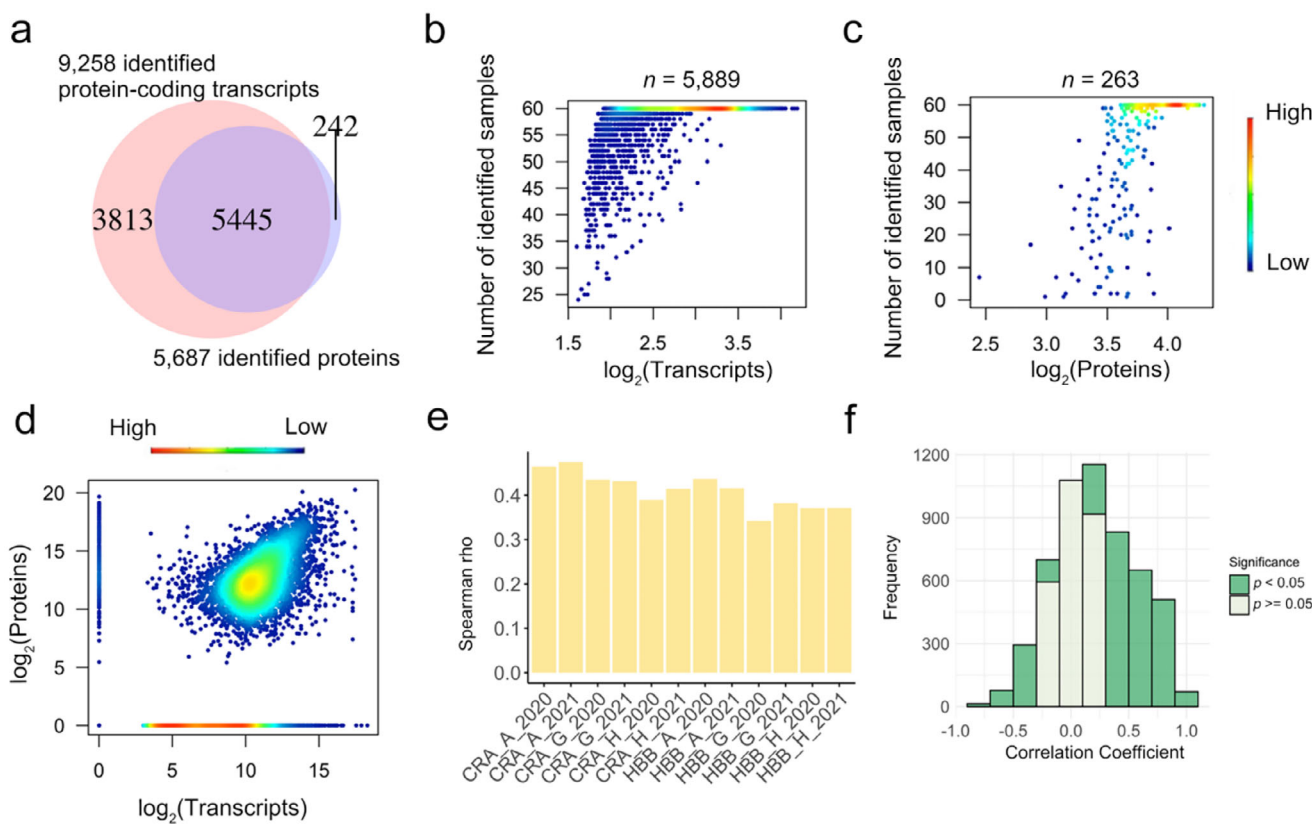 a
9,258 identified
protein-coding transcripts
242
3813
5445
5,687 identified proteins
b
n = 5,889
Number of identified samples
60
55
50
45
40
35
30
25
1.5
2.5
3.5
log2(Transcripts)
c
n = 263
Number of identified samples
60
50
40
30
20
10
0
2.5
3.0
3.5
4.0
log2(Proteins)
High
Low
d
High
Low
log2(Proteins)
20
15
10
5
0
0
5
10
15
log2(Transcripts)
e
Spearman rho
0.4
0.3
0.2
0.1
0.0
CRA_A_2020
CRA_A_2021
CRA_G_2020
CRA_G_2021
CRA_H_2020
CRA_H_2021
HBB_A_2020
HBB_A_2021
HBB_G_2020
HBB_G_2021
HBB_H_2020
HBB_H_2021
f
Frequency
1200
900
600
300
0
-1.0
-0.5
0.0
0.5
1.0
Correlation Coefficient
Significance
p < 0.05
p >= 0.05